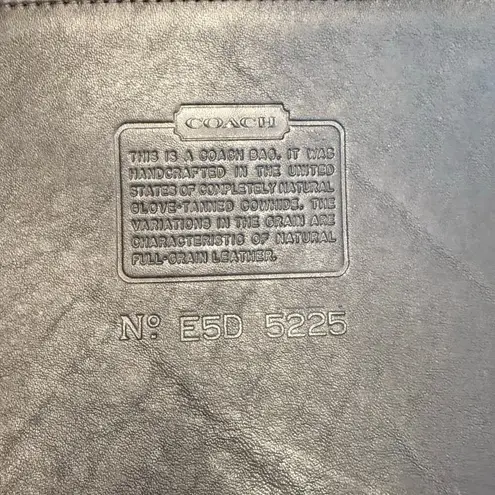 COACH
THIS IS A COACH BAG. IT WAS
HANDCRAFTED IN THE UNITED
STATES OF COMPLETELY NATURAL
GLOVE-TANNED COWHIDE. THE
VARIATIONS IN THE GRAIN ARE
CHARACTERISTIC OF NATURAL
FULL-GRAIN LEATHER.
Nº E5D 5225